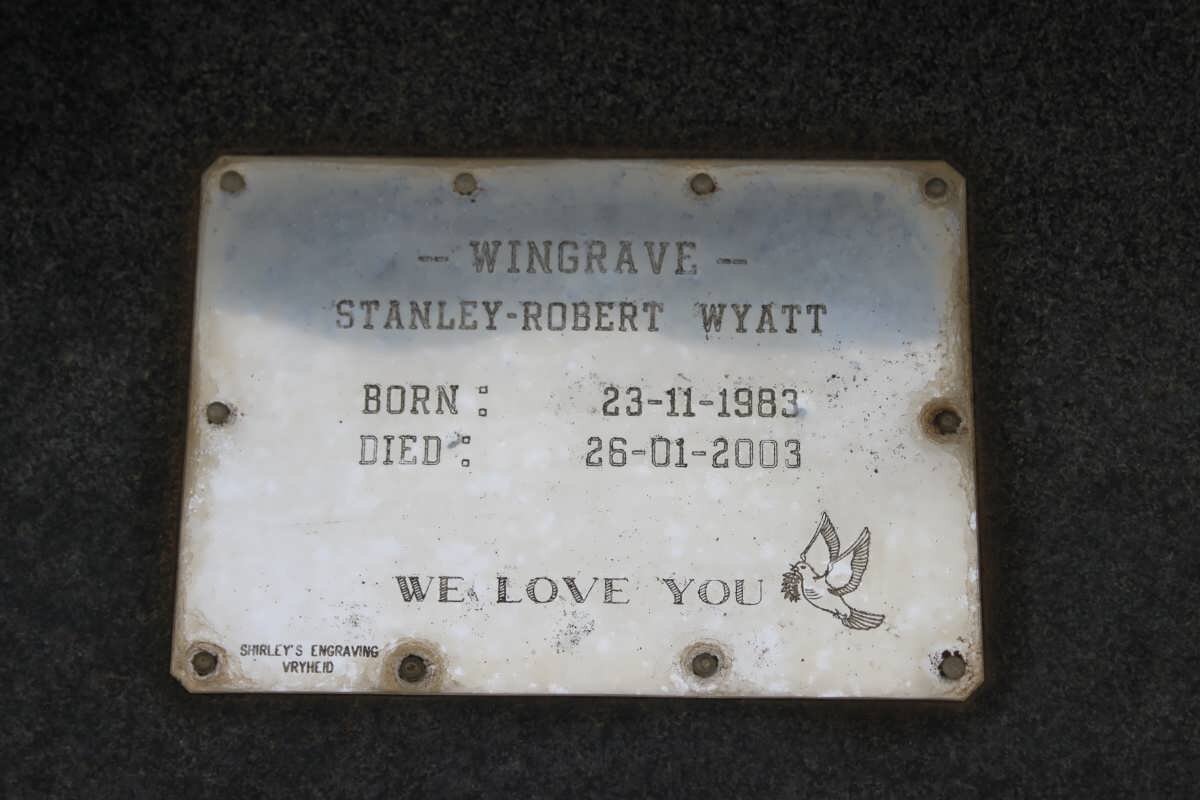 — WINGRAVE —
STANLEY-ROBERT WYATT
BORN : 23-11-1983
DIED : 26-01-2003
WE LOVE YOU
SHIRLEY'S ENGRAVING
VRYHEID